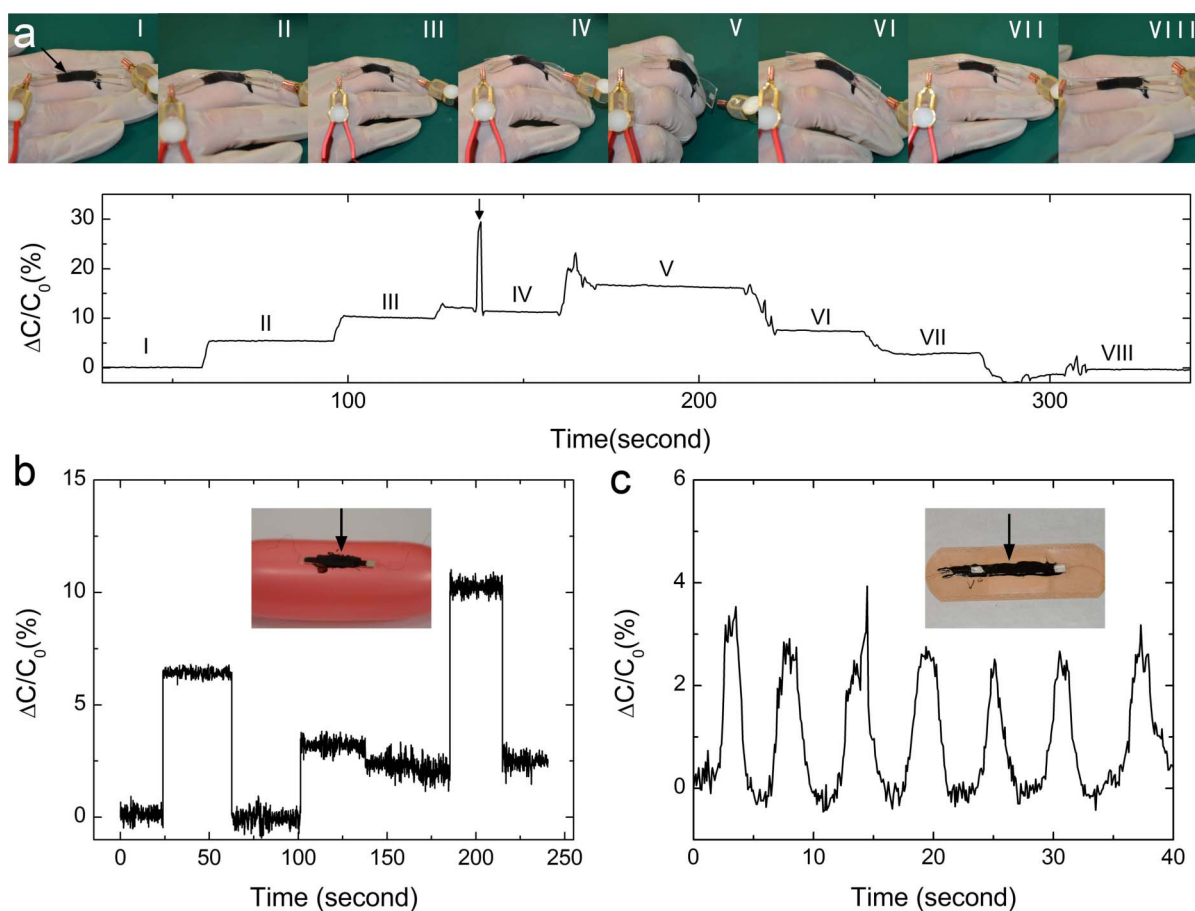 a
I II III IV V VI VII VIII
ΔC/C0(%)
30
20
10
0
I
II
III
IV
V
VI
VII
VIII
100 200 300
Time(second)
b
ΔC/C0(%)
15
10
5
0
0 50 100 150 200 250
Time (second)
c
ΔC/C0(%)
6
4
2
0
0 10 20 30 40
Time (second)